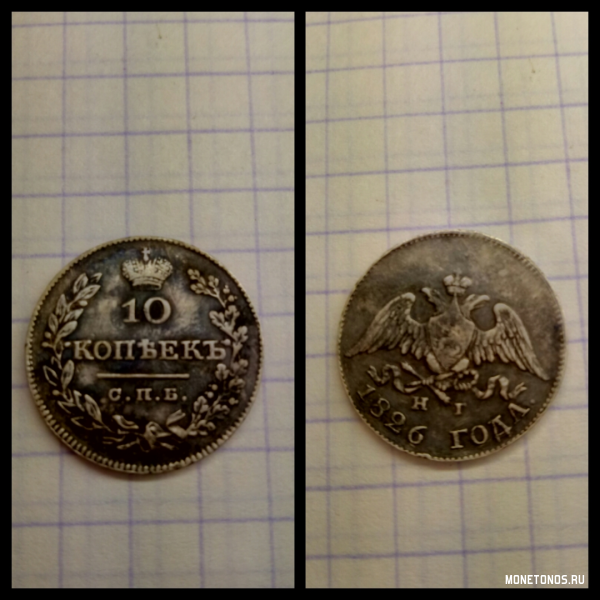 10
КОПѢЕКЪ
С.П.Б.
Н Г
1826 ГОДА.
MONETONOS.RU